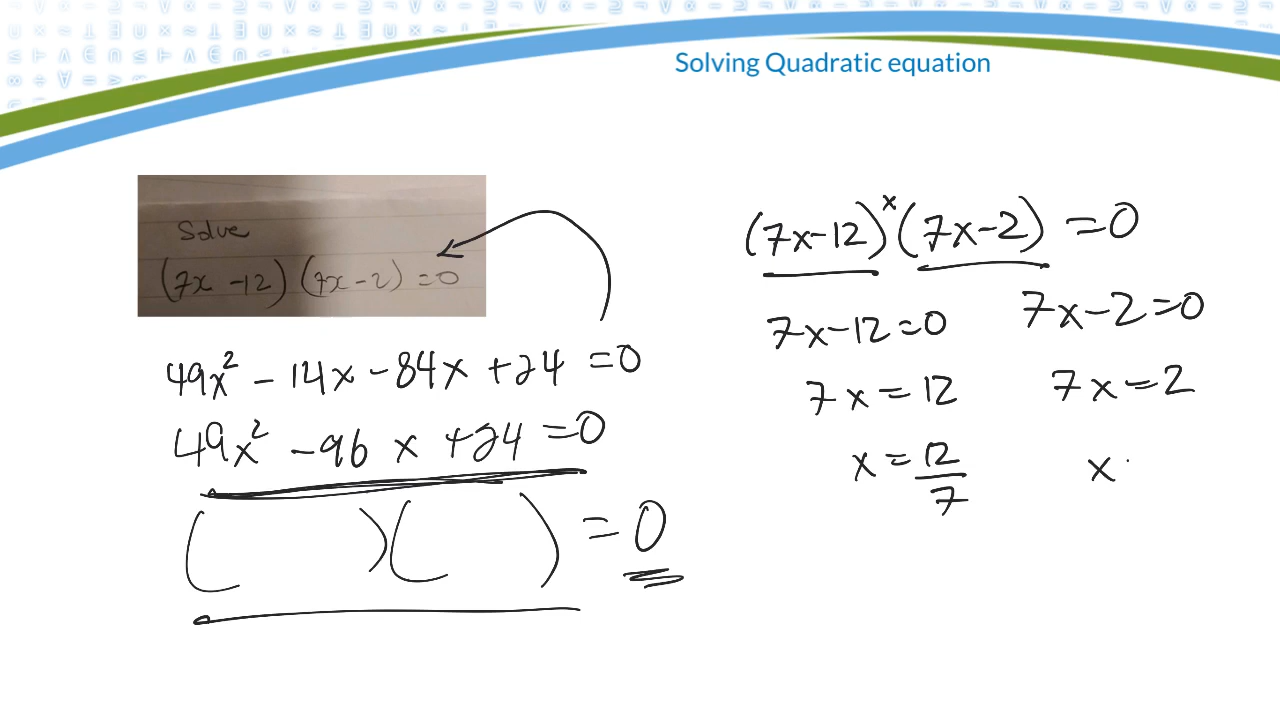 Solving Quadratic equation
Solve
(7x - 12) (7x - 2) = 0
49x² - 14x - 84x + 24 = 0
49x² - 96 x + 24 = 0
( ) ( ) = 0
(7x - 12) ˣ (7x - 2) = 0
7x - 12 = 0
7x = 12
x = 12/7
7x - 2 = 0
7x = 2
x